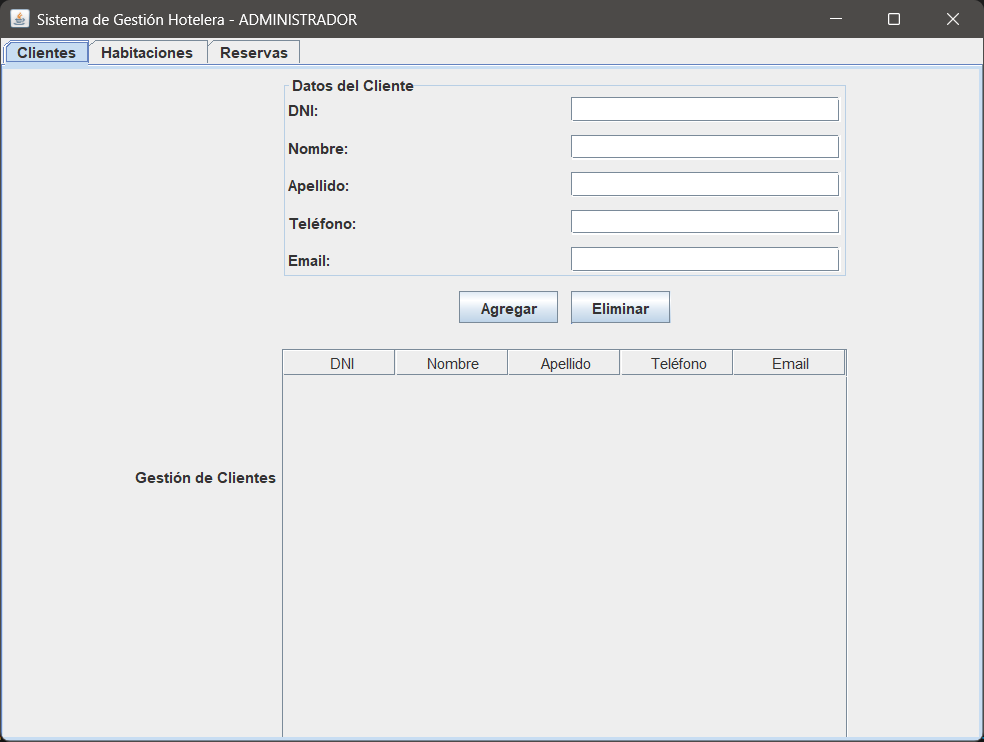 Sistema de Gestión Hotelera - ADMINISTRADOR
Clientes Habitaciones Reservas
Datos del Cliente
DNI:
Nombre:
Apellido:
Teléfono:
Email:
Agregar Eliminar
DNI Nombre Apellido Teléfono Email
Gestión de Clientes